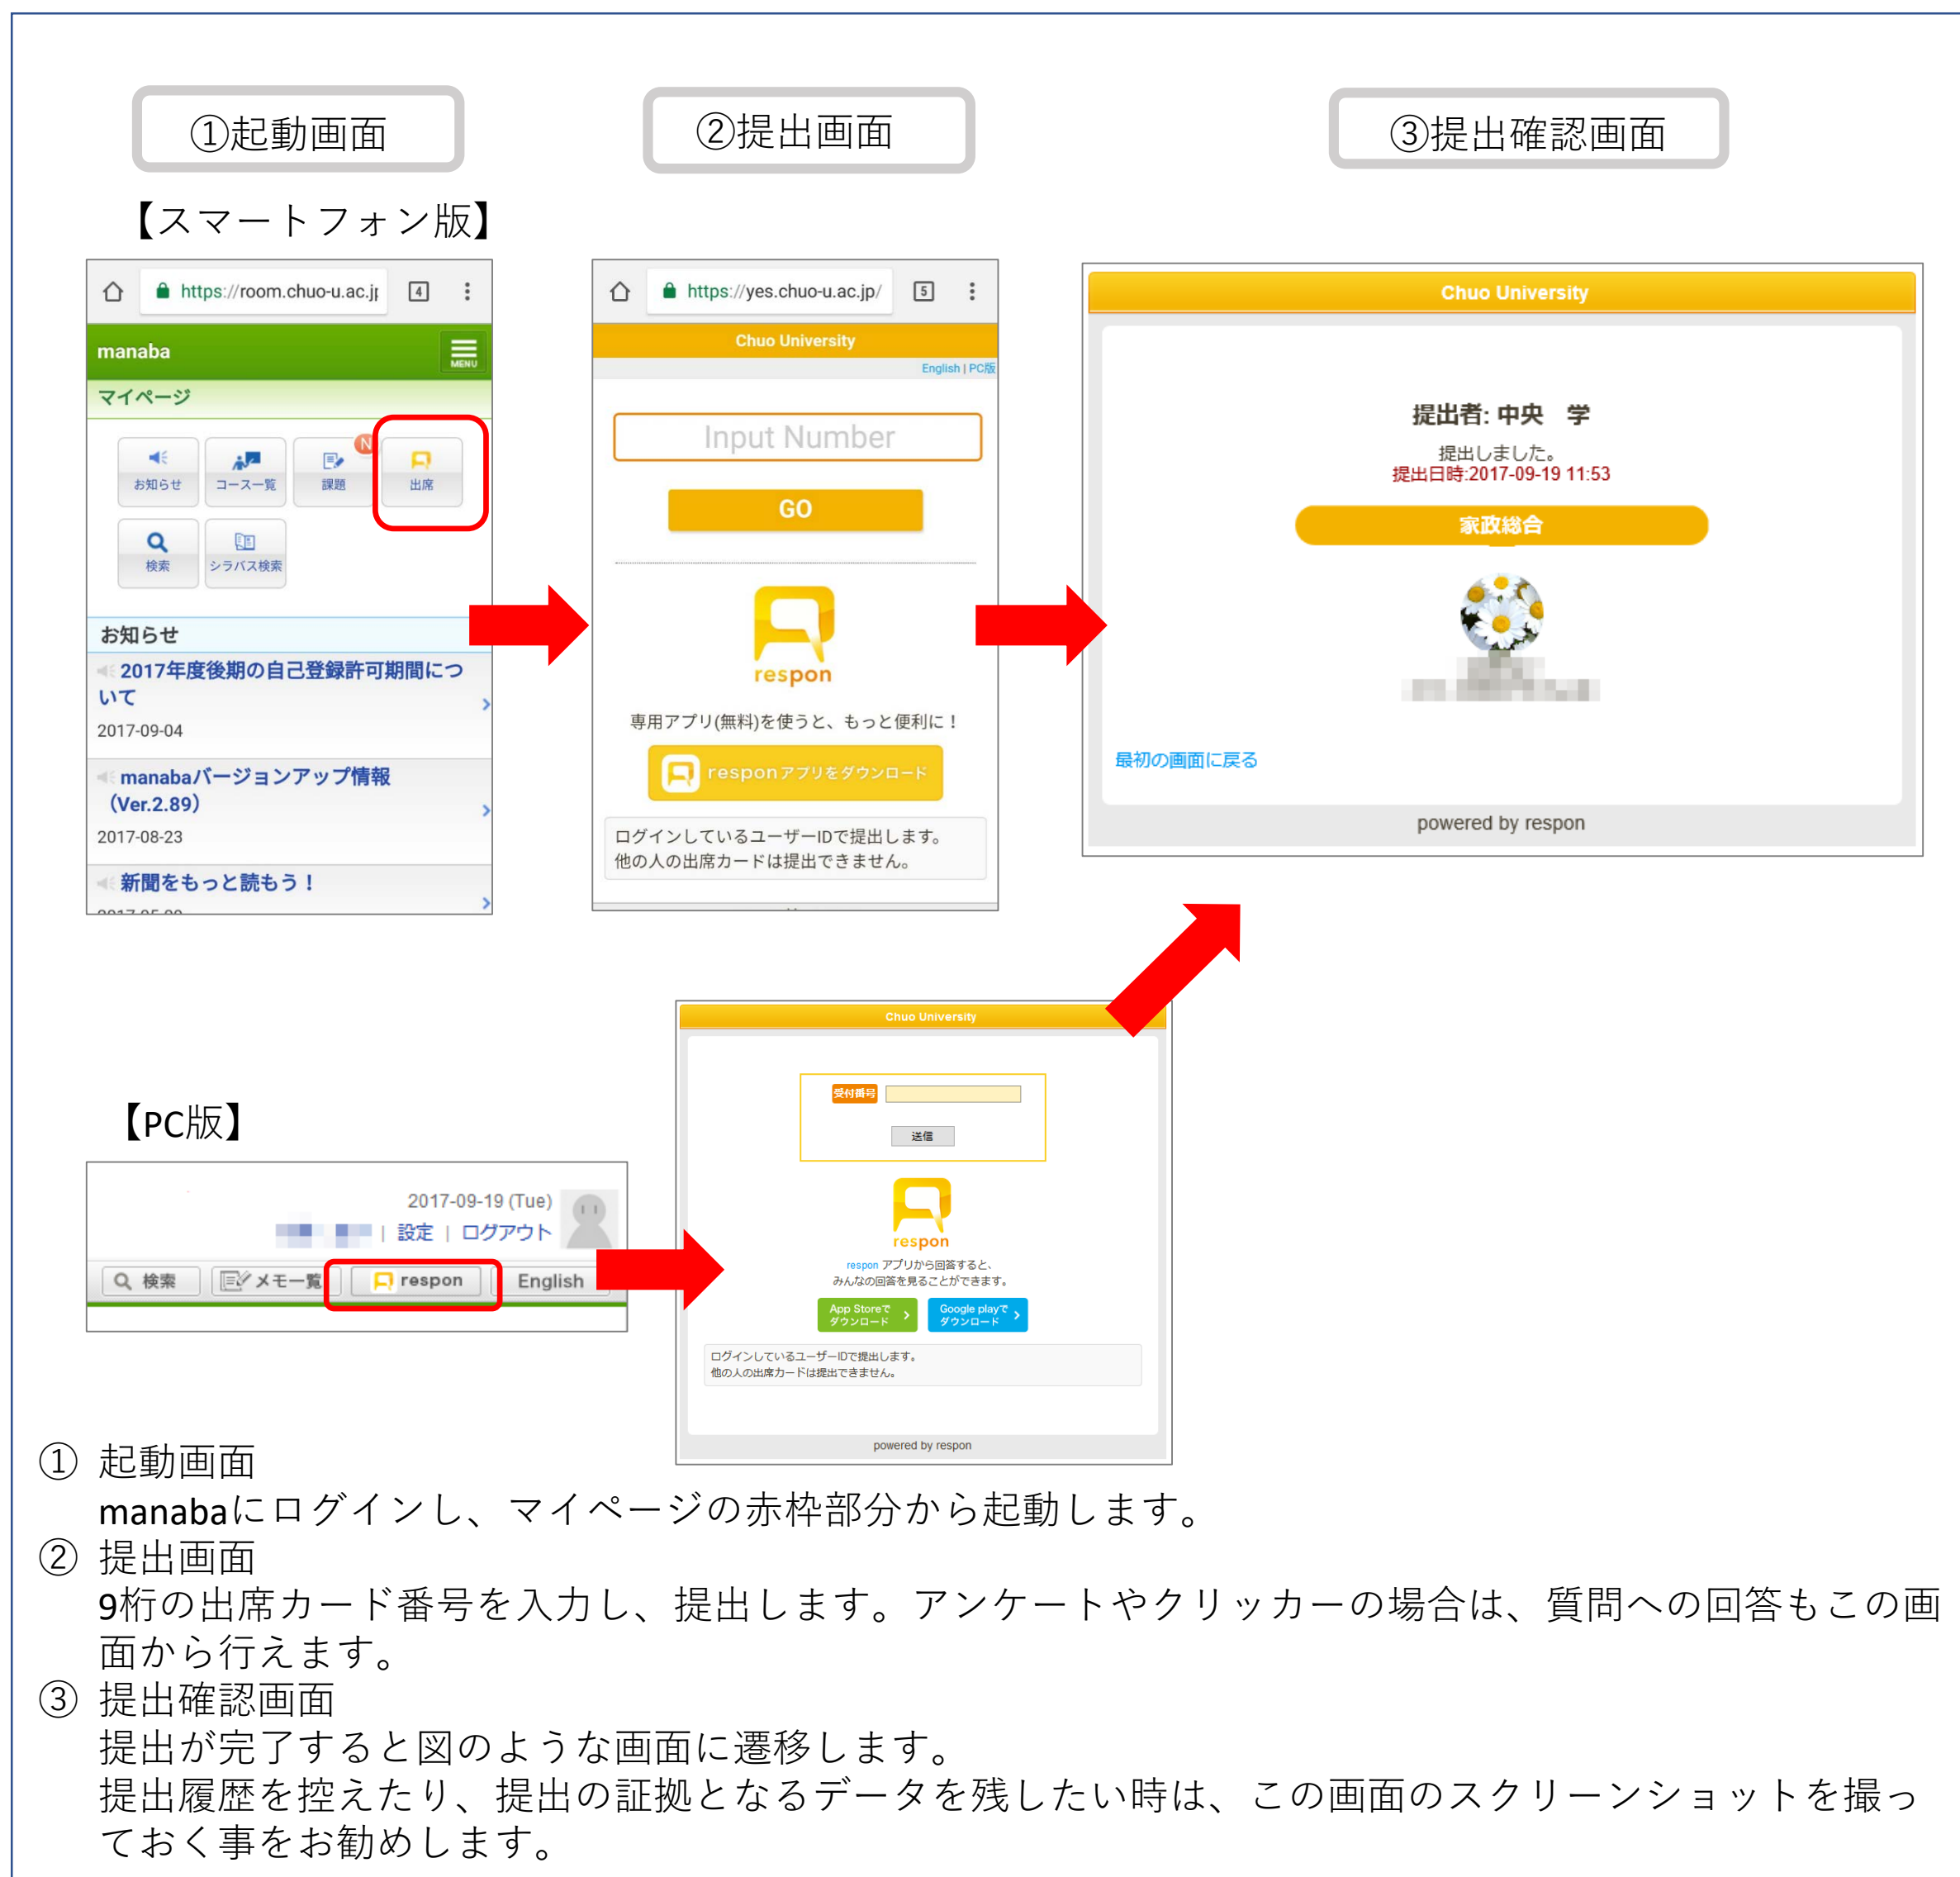 ①起動画面
②提出画面
③提出確認画面
【スマートフォン版】
https://room.chuo-u.ac.jp
4
manaba
MENU
マイページ
お知らせ
コース一覧
N
課題
出席
検索
シラバス検索
お知らせ
2017年度後期の自己登録許可期間につ
いて
2017-09-04
manabaバージョンアップ情報
（Ver.2.89）
2017-08-23
新聞をもっと読もう！
https://yes.chuo-u.ac.jp/
5
Chuo University
English | PC版
Input Number
GO
respon
専用アプリ(無料)を使うと、もっと便利に！
responアプリをダウンロード
ログインしているユーザーIDで提出します。
他の人の出席カードは提出できません。
Chuo University
提出者: 中央　学
提出しました。
提出日時:2017-09-19 11:53
家政総合
最初の画面に戻る
powered by respon
【PC版】
2017-09-19 (Tue)
| 設定 | ログアウト
検索
メモ一覧
respon
English
Chuo University
受付番号
送信
respon
respon アプリから回答すると、
みんなの回答を見ることができます。
App Storeで
ダウンロード
Google playで
ダウンロード
ログインしているユーザーIDで提出します。
他の人の出席カードは提出できません。
powered by respon
① 起動画面
manabaにログインし、マイページの赤枠部分から起動します。
② 提出画面
9桁の出席カード番号を入力し、提出します。アンケートやクリッカーの場合は、質問への回答もこの画
面から行えます。
③ 提出確認画面
提出が完了すると図のような画面に遷移します。
提出履歴を控えたり、提出の証拠となるデータを残したい時は、この画面のスクリーンショットを撮っ
ておく事をお勧めします。